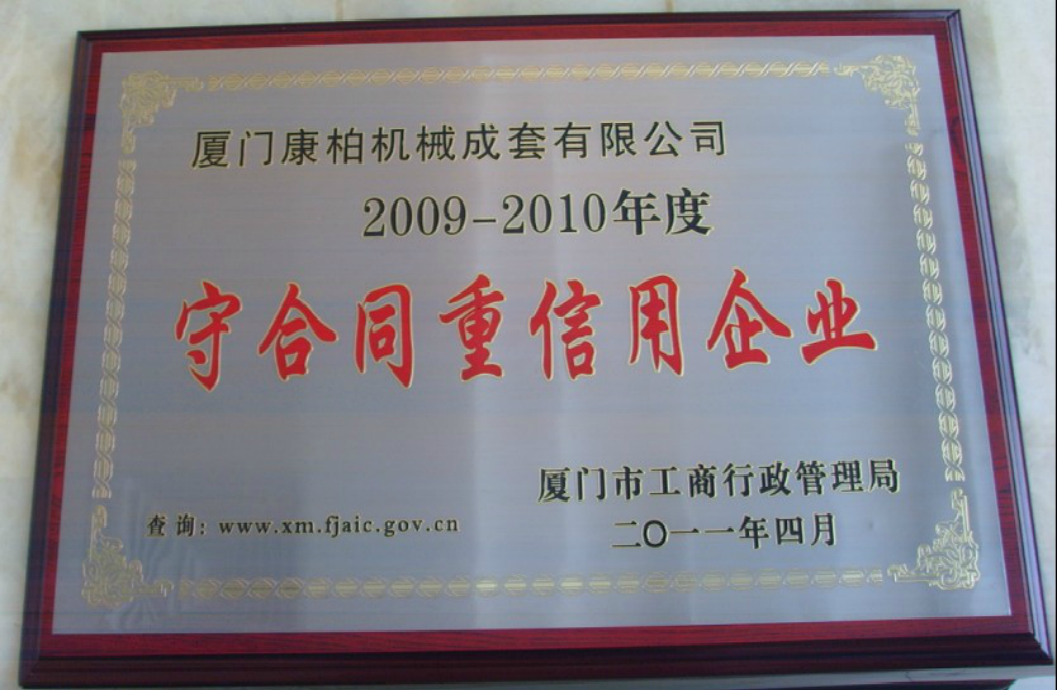 厦门康柏机械成套有限公司
2009-2010年度
守合同重信用企业
厦门市工商行政管理局
查询：www.xm.fjaic.gov.cn
二〇一一年四月